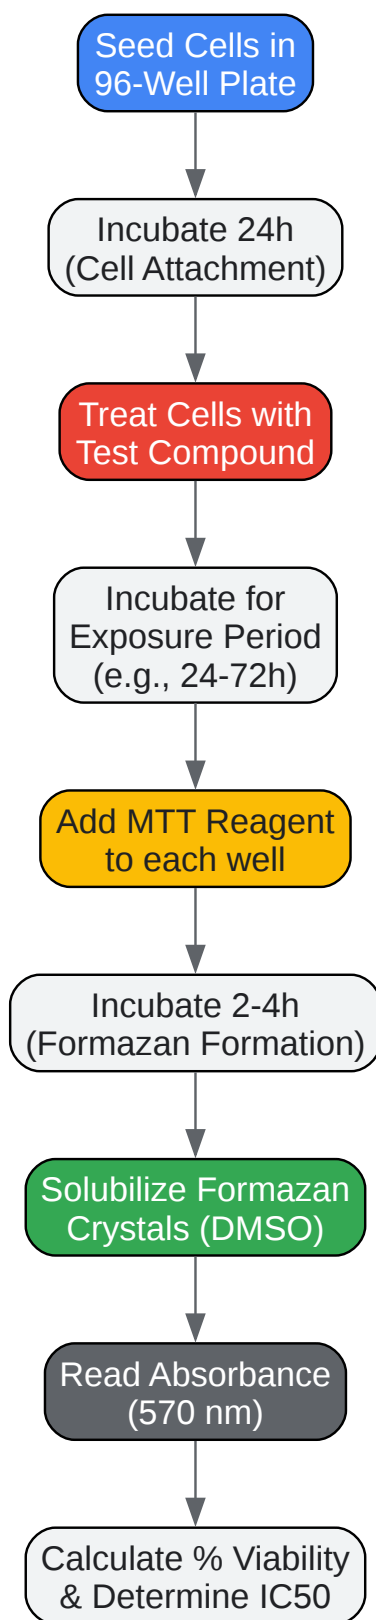 Seed Cells in
96-Well Plate
Incubate 24h
(Cell Attachment)
Treat Cells with
Test Compound
Incubate for
Exposure Period
(e.g., 24-72h)
Add MTT Reagent
to each well
Incubate 2-4h
(Formazan Formation)
Solubilize Formazan
Crystals (DMSO)
Read Absorbance
(570 nm)
Calculate % Viability
& Determine IC50